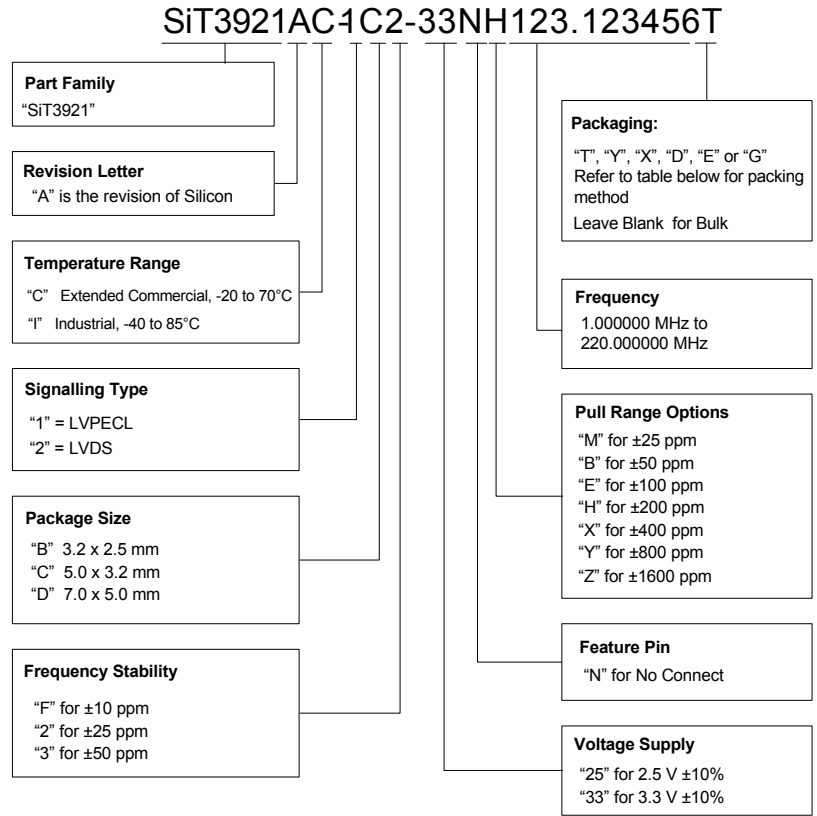 SiT3921AC-1C2-33NH123.123456T
Part Family
“SiT3921”
Revision Letter
“A” is the revision of Silicon
Temperature Range
“C” Extended Commercial, -20 to 70°C
“I” Industrial, -40 to 85°C
Signalling Type
“1” = LVPECL
“2” = LVDS
Package Size
“B” 3.2 x 2.5 mm
“C” 5.0 x 3.2 mm
“D” 7.0 x 5.0 mm
Frequency Stability
“F” for ±10 ppm
“2” for ±25 ppm
“3” for ±50 ppm
Packaging:
“T”, “Y”, “X”, “D”, “E” or “G”
Refer to table below for packing
method
Leave Blank for Bulk
Frequency
1.000000 MHz to
220.000000 MHz
Pull Range Options
“M” for ±25 ppm
“B” for ±50 ppm
“E” for ±100 ppm
“H” for ±200 ppm
“X” for ±400 ppm
“Y” for ±800 ppm
“Z” for ±1600 ppm
Feature Pin
“N” for No Connect
Voltage Supply
“25” for 2.5 V ±10%
“33” for 3.3 V ±10%